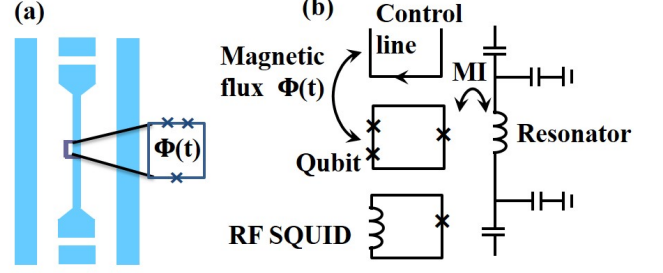 (a)
Φ(t)
(b)
Control
line
Magnetic
flux Φ(t)
MI
Resonator
Qubit
RF SQUID